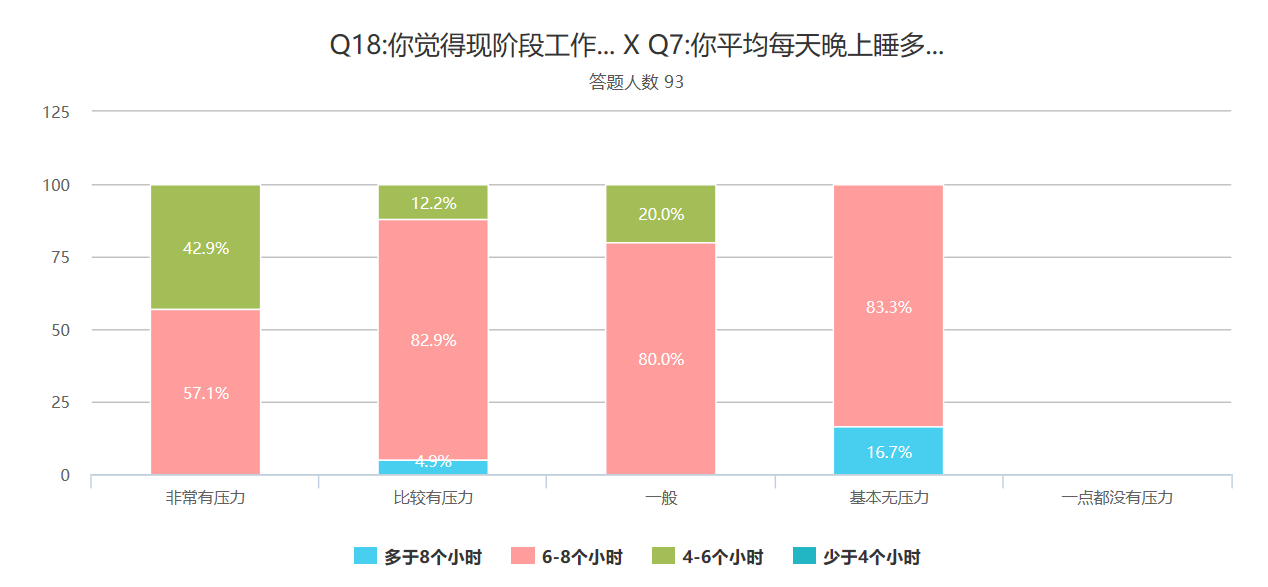 Q18:你觉得现阶段工作... X Q7:你平均每天晚上睡多...
答题人数 93
125
100
75
50
25
0
42.9%
57.1%
12.2%
82.9%
4.9%
20.0%
80.0%
83.3%
16.7%
非常有压力
比较有压力
一般
基本无压力
一点都没有压力
多于8个小时
6-8个小时
4-6个小时
少于4个小时